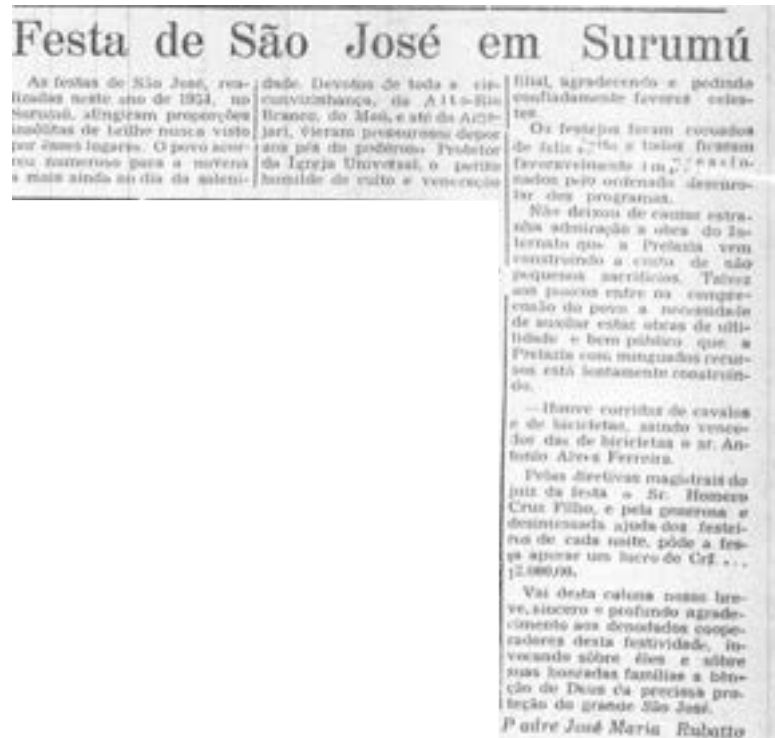 Festa de São José em Surumú
As festas de São José, rea-
lizadas neste ano de 1953, no
Surumú, atingiram proporções
insólitas de brilho nunca visto
por êsses lugares. O povo acor-
reu numeroso para a novena
e mais ainda no dia da soleni-
dade. Devotos de toda a cir-
cunvizinhança, do Alto-Rio
Branco, do Maú, e até do Amajari,
vieram pressurosos depor
aos pés do poderoso Protetor
da Igreja Universal, o
humilde de culto e veneração
filial, agradecendo e pedindo
confiadamente favores celes-
tes.
Os festejos foram coroados
de feliz e todos ficaram
favoravelmente impressio-
nados pelo ordenado desenro-
lar dos programas.
Não deixou de causar estra-
nha admiração a obra do In-
ternato que a Prelazia vem
construindo a custa de não
pequenos sacrifícios. Talvez
aos poucos entre na compre-
ensão do povo a necessidade
de auxiliar estas obras de utili-
lidade e bem público que a
Prelazia com minguados recur-
sos está lentamente construin-
do.
— Houve corridas de cavalos
e de bicicletas, saindo vence-
dor das de bicicletas o sr. An-
tonio Alves Ferreira.
Pelas diretivas magistrais do
juiz da festa o Sr. Homero
Cruz Filho, e pela generosa e
desinteressada ajuda dos festei-
ros de cada noite, pôde a fes-
ta apurar um lucro de Cr$ ...
12.000,00.
Vai desta coluna nosso bre-
ve, sincero e profundo agrade-
cimento aos denodados coope-
radores desta festividade, in-
vocando sôbre êles e sôbre
suas honradas famílias a bên-
ção de Deus e a preciosa pro-
teção do grande São José.
Padre José Maria Rubatto